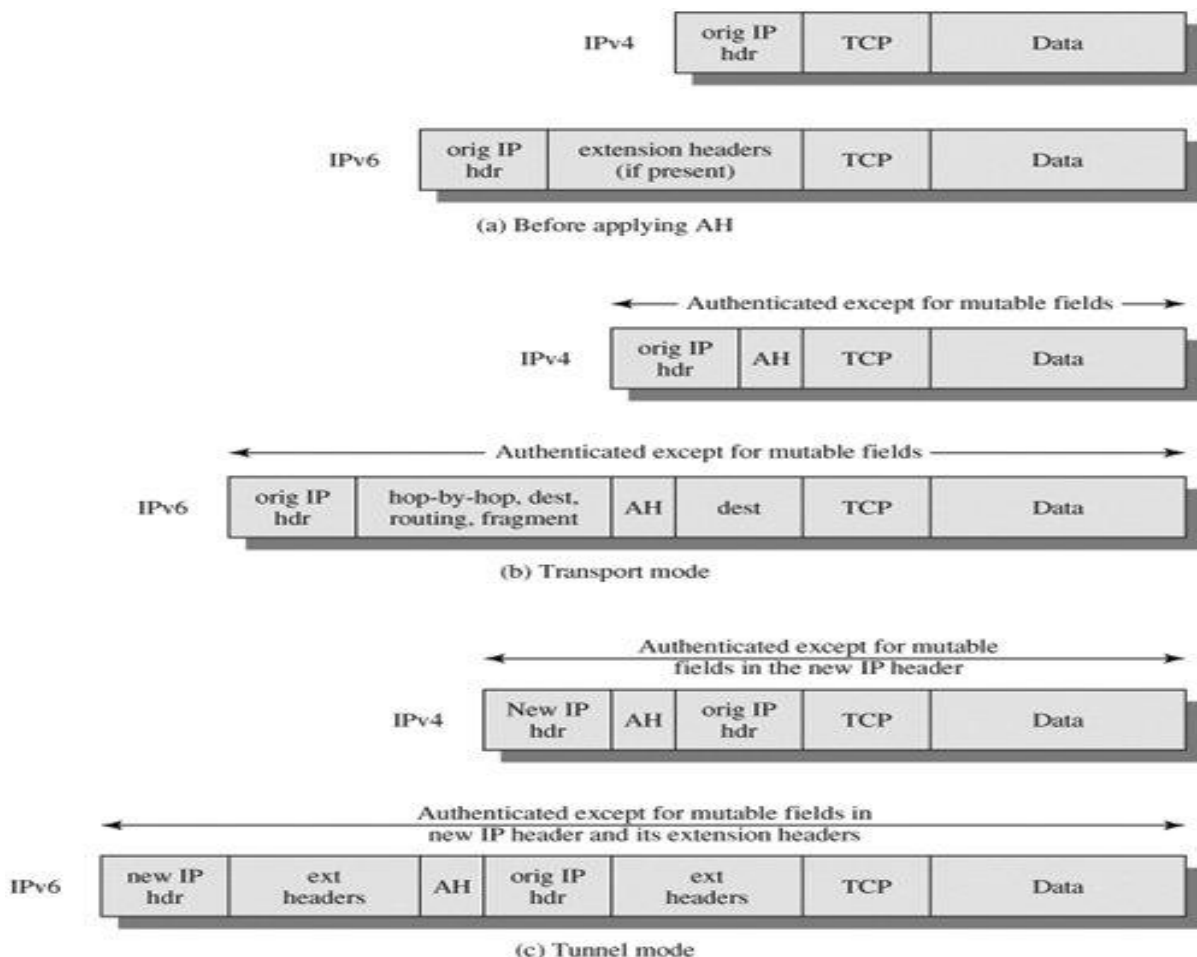 IPv4
orig IP
hdr
TCP
Data
IPv6
orig IP
hdr
extension headers
(if present)
TCP
Data
(a) Before applying AH
Authenticated except for mutable fields
IPv4
orig IP
hdr
AH
TCP
Data
Authenticated except for mutable fields
IPv6
orig IP
hdr
hop-by-hop, dest,
routing, fragment
AH
dest
TCP
Data
(b) Transport mode
Authenticated except for mutable
fields in the new IP header
IPv4
New IP
hdr
AH
orig IP
hdr
TCP
Data
Authenticated except for mutable fields in
new IP header and its extension headers
IPv6
new IP
hdr
ext
headers
AH
orig IP
hdr
ext
headers
TCP
Data
(c) Tunnel mode